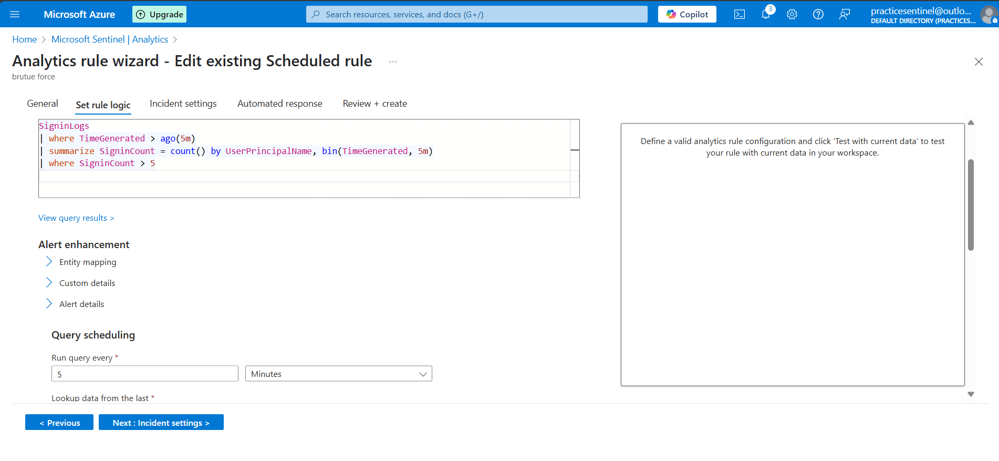 Microsoft Azure
Upgrade
Search resources, services, and docs (G+/)
Copilot
3
practicesentinel@outlo...
DEFAULT DIRECTORY (PRACTICES...
Home > Microsoft Sentinel | Analytics >
Analytics rule wizard - Edit existing Scheduled rule ...
brutue force
General
Set rule logic
Incident settings
Automated response
Review + create
SigninLogs
| where TimeGenerated > ago(5m)
| summarize SigninCount = count() by UserPrincipalName, bin(TimeGenerated, 5m)
| where SigninCount > 5
Define a valid analytics rule configuration and click 'Test with current data' to test
your rule with current data in your workspace.
View query results >
Alert enhancement
Entity mapping
Custom details
Alert details
Query scheduling
Run query every *
5
Minutes
Lookup data from the last *
< Previous
Next : Incident settings >